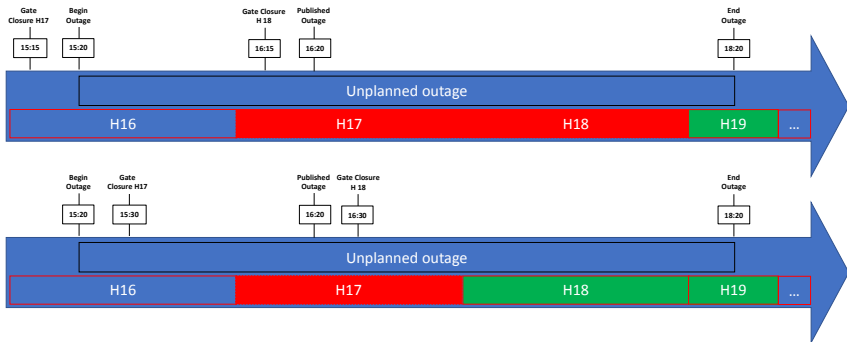 Gate
Closure H17
15:15
Begin
Outage
15:20
Gate Closure
H 18
16:15
Published
Outage
16:20
End
Outage
18:20
Unplanned outage
H16 H17 H18 H19 ...
Begin
Outage
15:20
Gate
Closure H17
15:30
Published
Outage
16:20
Gate Closure
H 18
16:30
End
Outage
18:20
Unplanned outage
H16 H17 H18 H19 ...